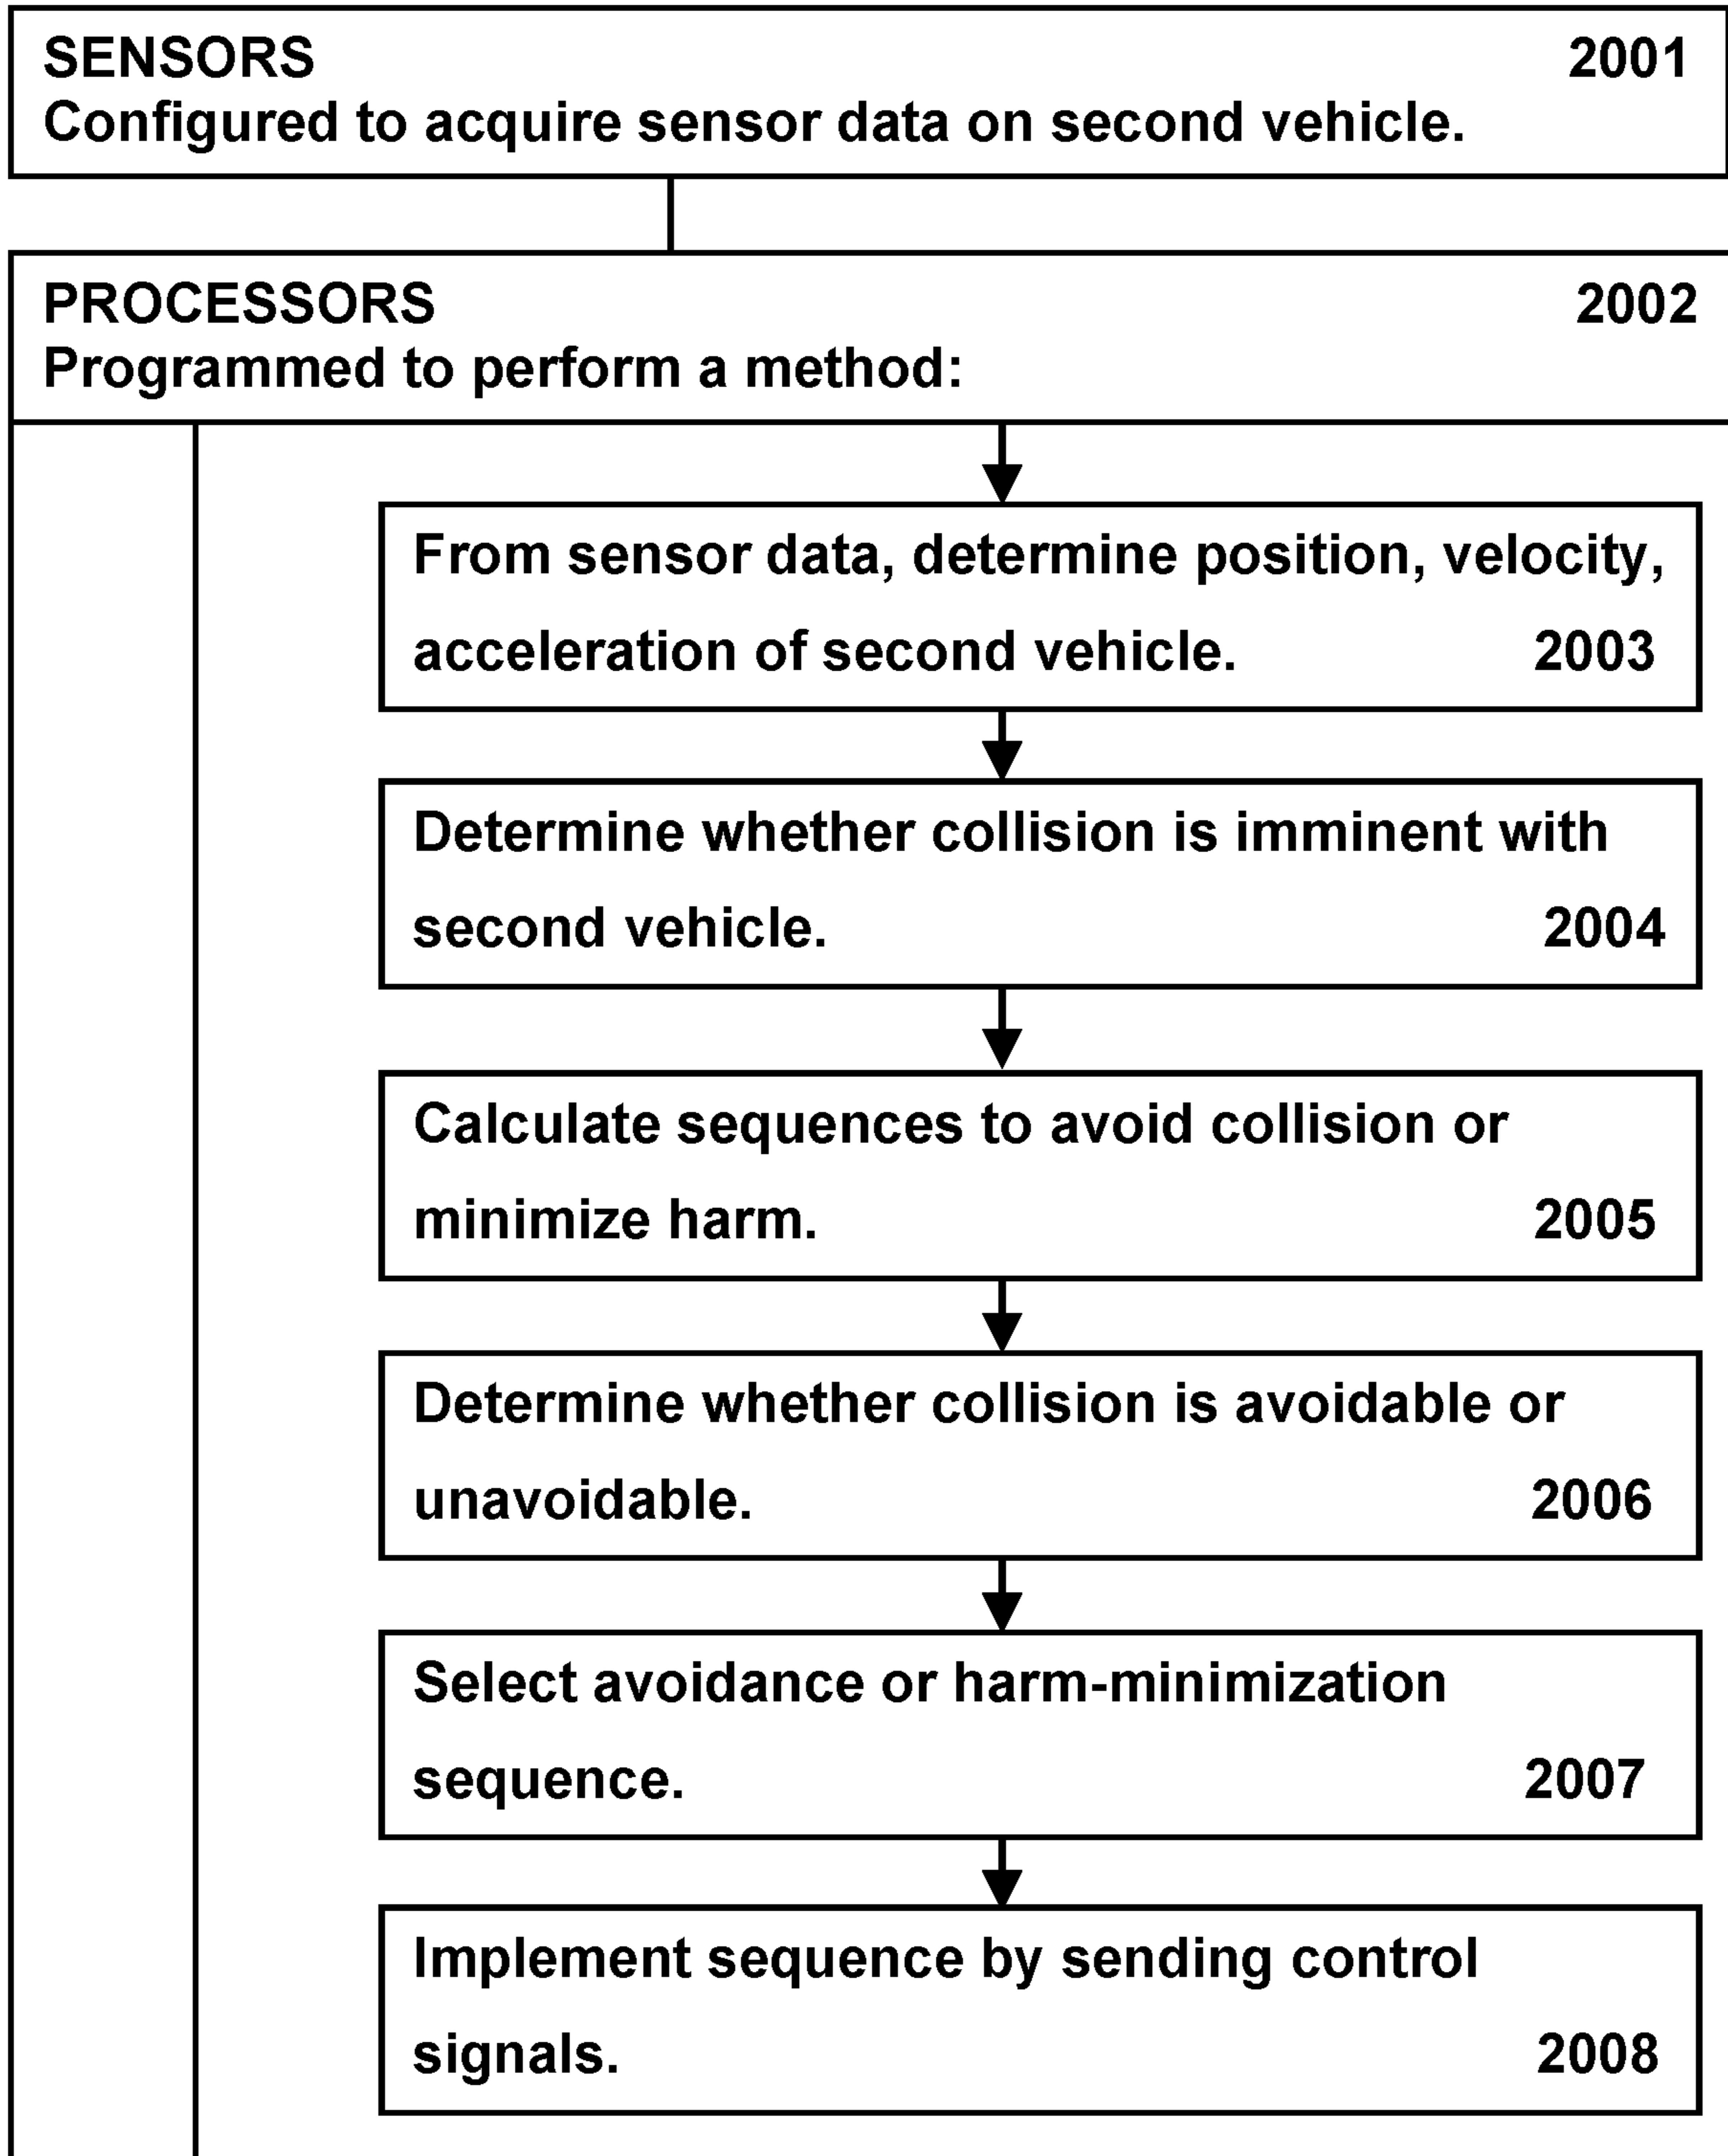 SENSORS 2001
Configured to acquire sensor data on second vehicle.
PROCESSORS 2002
Programmed to perform a method:
From sensor data, determine position, velocity,
acceleration of second vehicle. 2003
Determine whether collision is imminent with
second vehicle. 2004
Calculate sequences to avoid collision or
minimize harm. 2005
Determine whether collision is avoidable or
unavoidable. 2006
Select avoidance or harm-minimization
sequence. 2007
Implement sequence by sending control
signals. 2008